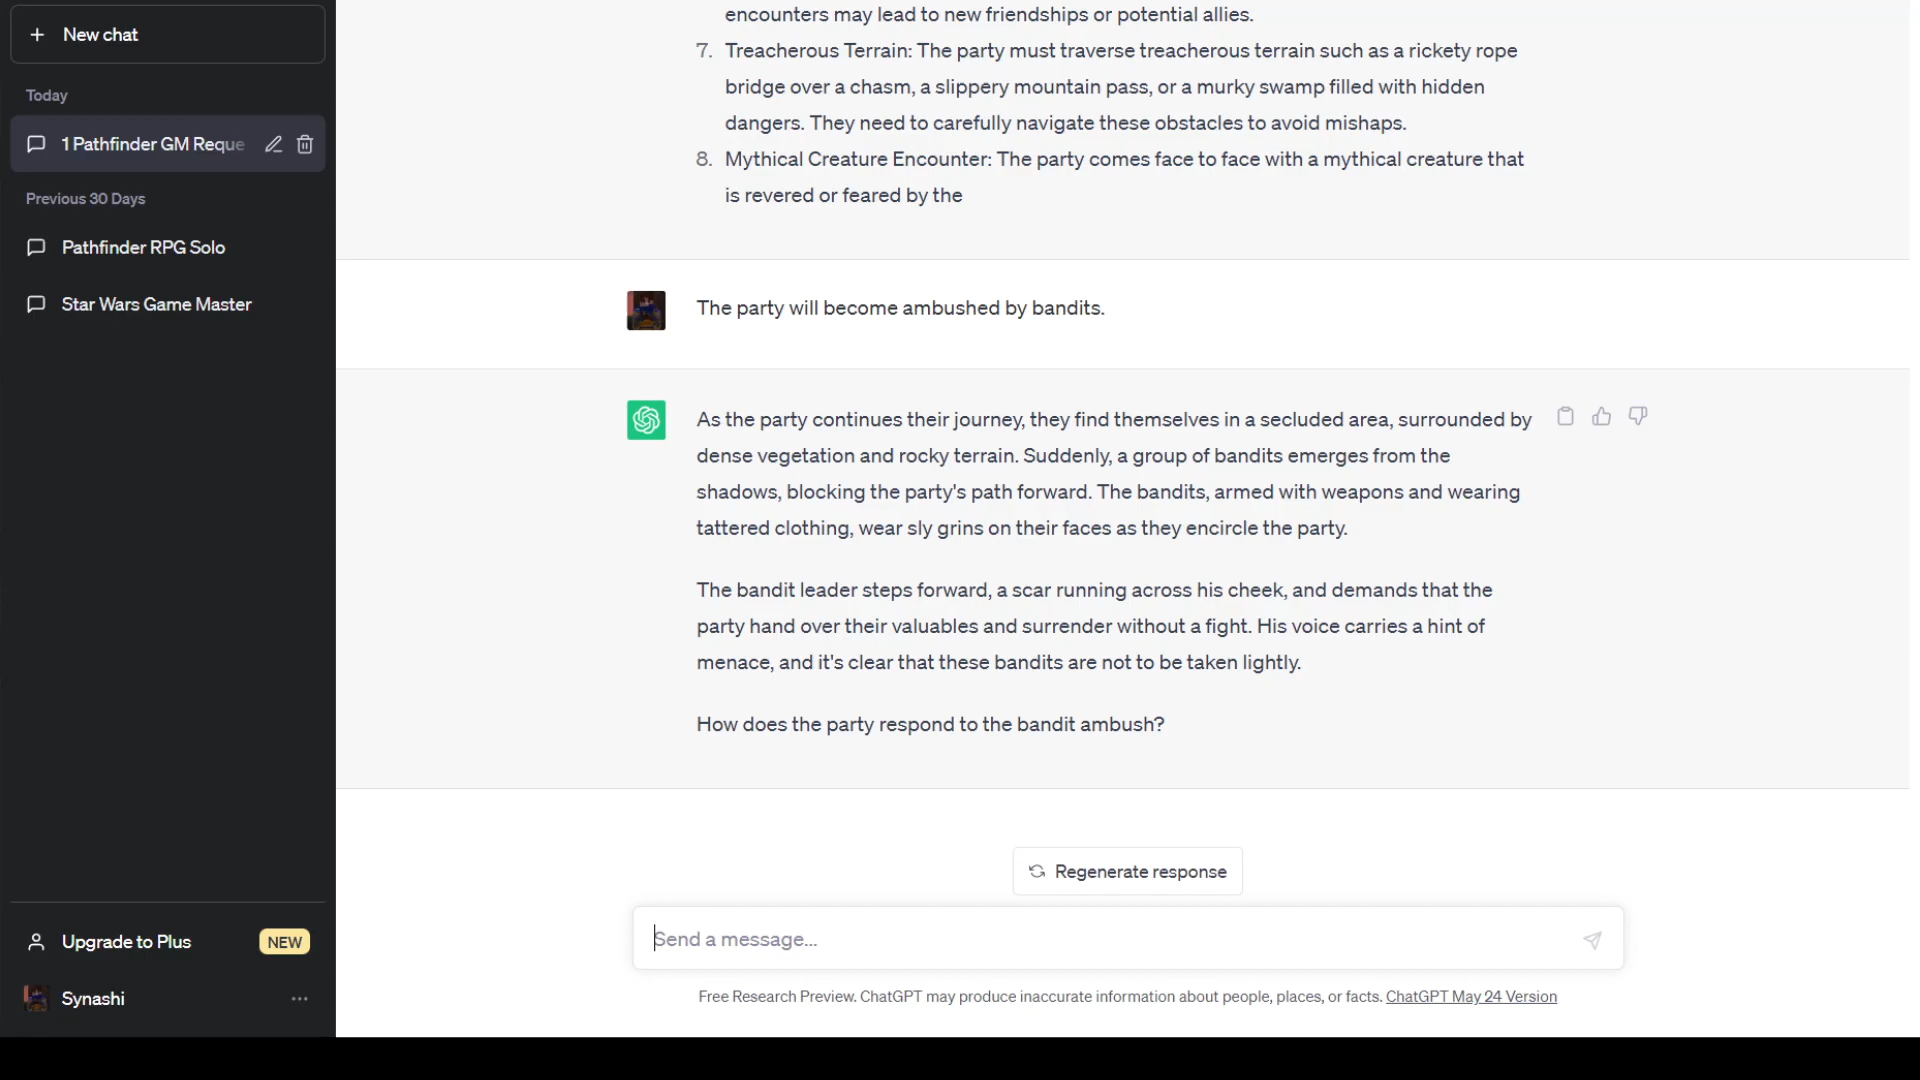 New chat
Today
1 Pathfinder GM Reque
Previous 30 Days
Pathfinder RPG Solo
Star Wars Game Master
Upgrade to Plus
NEW
Synashi
encounters may lead to new friendships or potential allies.
7. Treacherous Terrain: The party must traverse treacherous terrain such as a rickety rope
bridge over a chasm, a slippery mountain pass, or a murky swamp filled with hidden
dangers. They need to carefully navigate these obstacles to avoid mishaps.
8. Mythical Creature Encounter: The party comes face to face with a mythical creature that
is revered or feared by the
The party will become ambushed by bandits.
As the party continues their journey, they find themselves in a secluded area, surrounded by
dense vegetation and rocky terrain. Suddenly, a group of bandits emerges from the
shadows, blocking the party's path forward. The bandits, armed with weapons and wearing
tattered clothing, wear sly grins on their faces as they encircle the party.
The bandit leader steps forward, a scar running across his cheek, and demands that the
party hand over their valuables and surrender without a fight. His voice carries a hint of
menace, and it's clear that these bandits are not to be taken lightly.
How does the party respond to the bandit ambush?
Regenerate response
Send a message...
Free Research Preview. ChatGPT may produce inaccurate information about people, places, or facts. ChatGPT May 24 Version